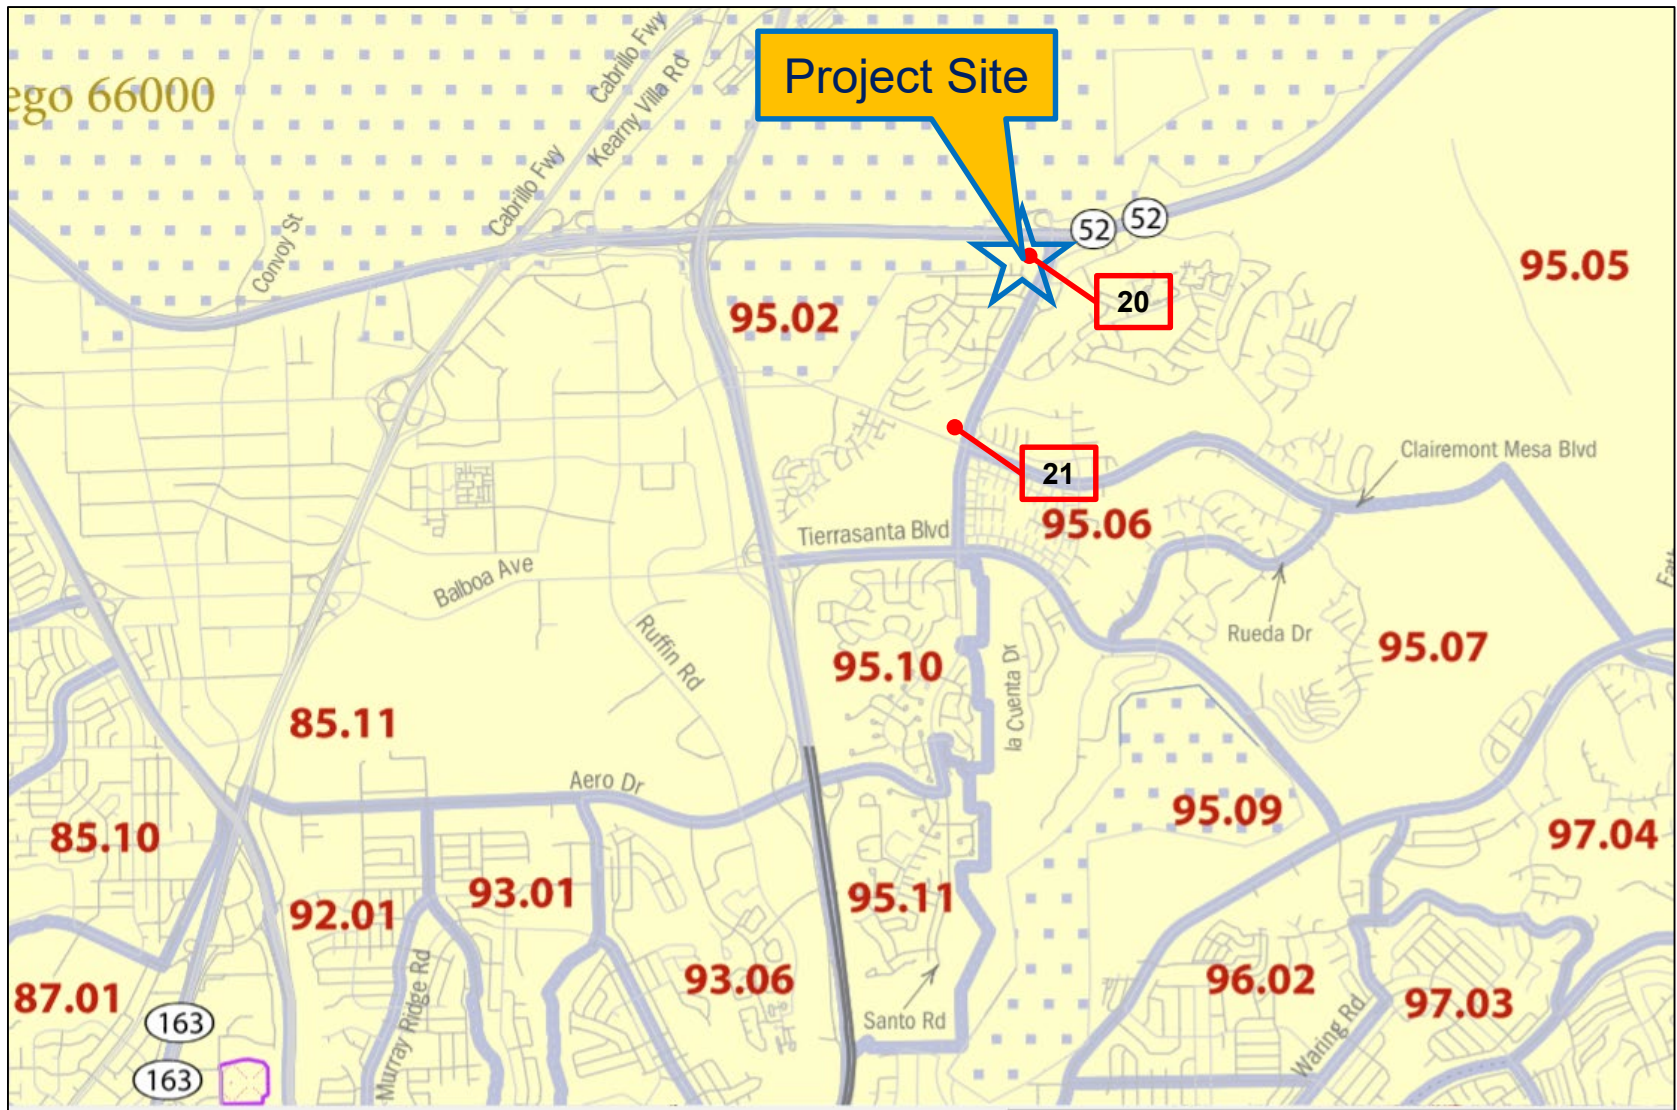 Project Site
ego 66000
Cabrillo Fwy
Kearny Villa Rd
Cabrillo Fwy
Convoy St
52
52
95.05
20
95.02
21
Clairemont Mesa Blvd
95.06
Tierrasanta Blvd
Balboa Ave
Ruffin Rd
Rueda Dr
95.07
95.10
la Cuenta Dr
85.11
Aero Dr
95.09
85.10
97.04
93.01
95.11
92.01
93.06
96.02
87.01
97.03
163
Santo Rd
Murray Ridge Rd
Waring Rd
163